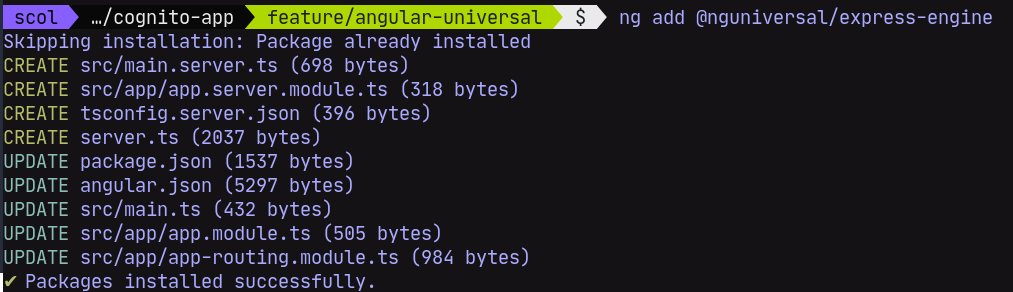 scol …/cognito-app feature/angular-universal $ ng add @nguniversal/express-engine
Skipping installation: Package already installed
CREATE src/main.server.ts (698 bytes)
CREATE src/app/app.server.module.ts (318 bytes)
CREATE tsconfig.server.json (396 bytes)
CREATE server.ts (2037 bytes)
UPDATE package.json (1537 bytes)
UPDATE angular.json (5297 bytes)
UPDATE src/main.ts (432 bytes)
UPDATE src/app/app.module.ts (505 bytes)
UPDATE src/app/app-routing.module.ts (984 bytes)
✔ Packages installed successfully.